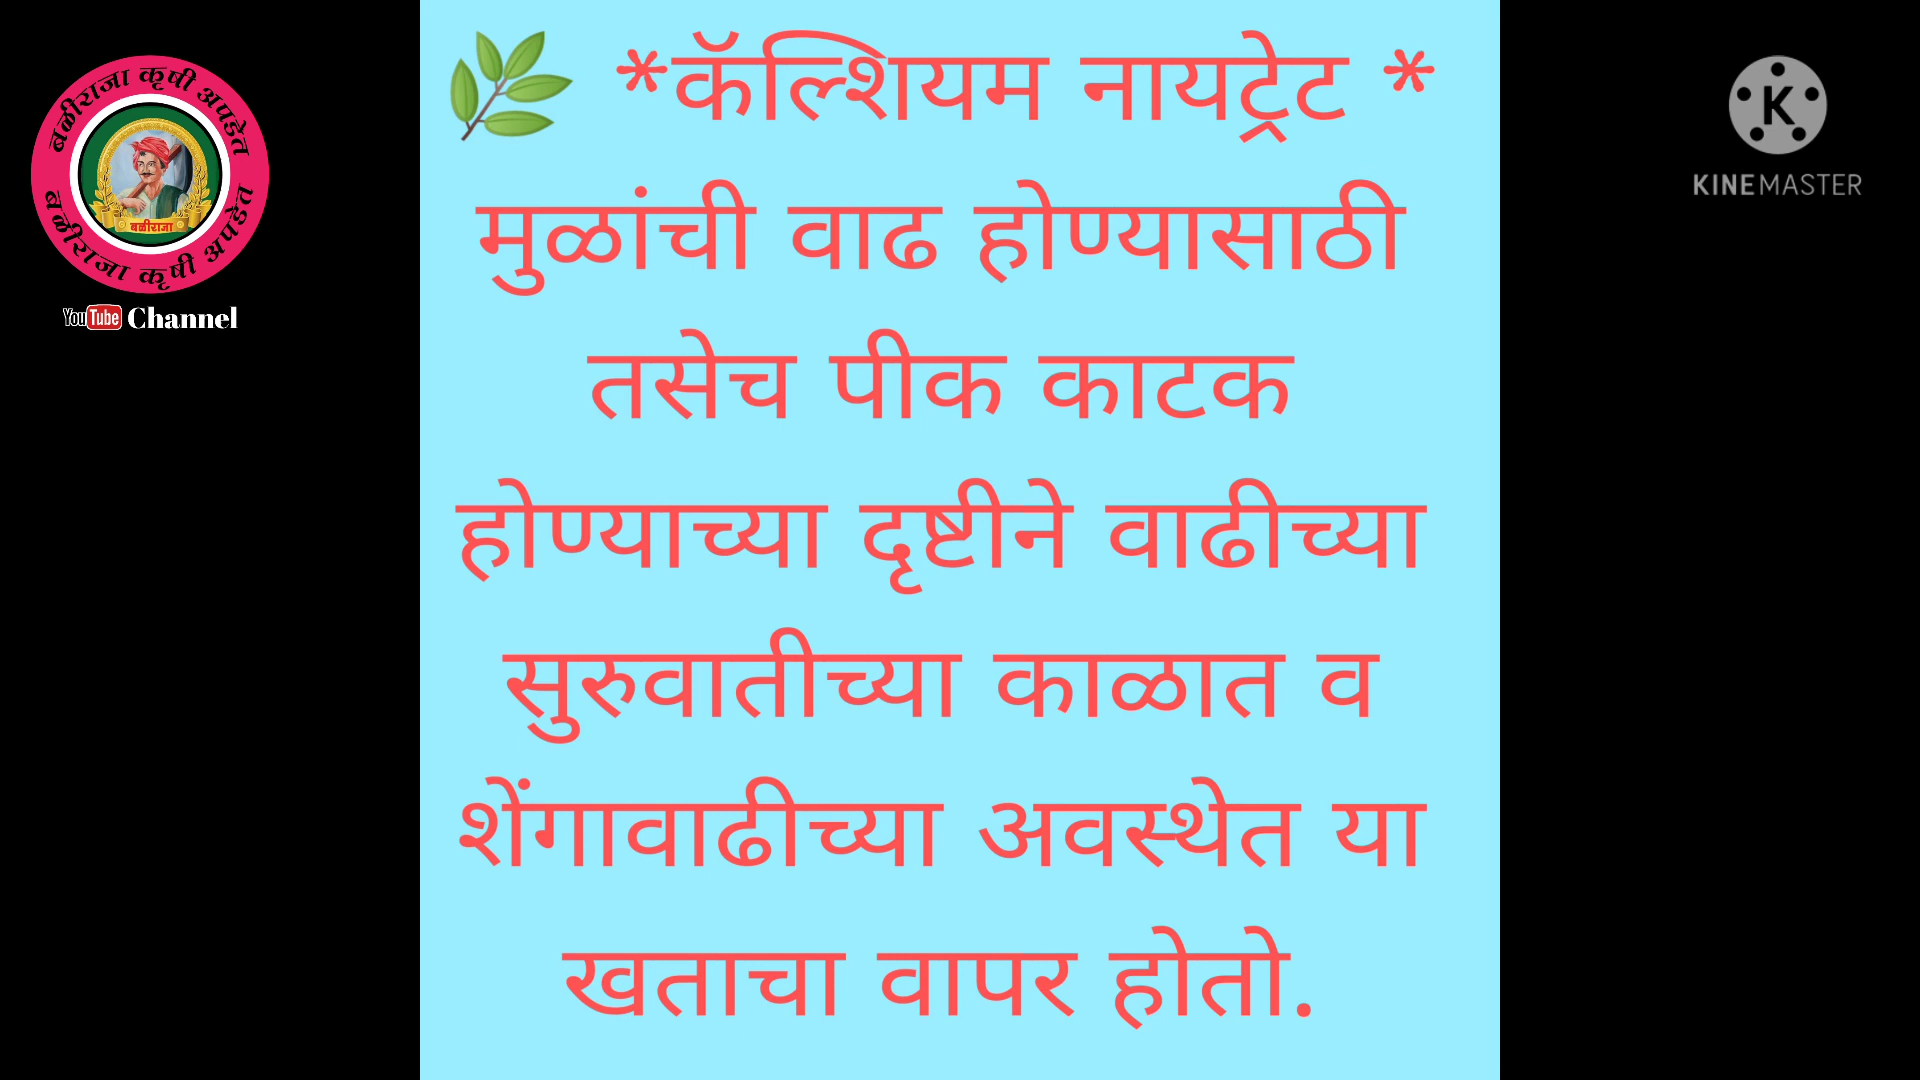 बळीराजा कृषी अपडेत
बळीराजा कृषी अपडेत
बळीराजा
YouTube Channel
🌿 *कॅल्शियम नायट्रेट *
मुळांची वाढ होण्यासाठी
तसेच पीक काटक
होण्याच्या दृष्टीने वाढीच्या
सुरुवातीच्या काळात व
शेंगावाढीच्या अवस्थेत या
खताचा वापर होतो.
K
KINEMASTER